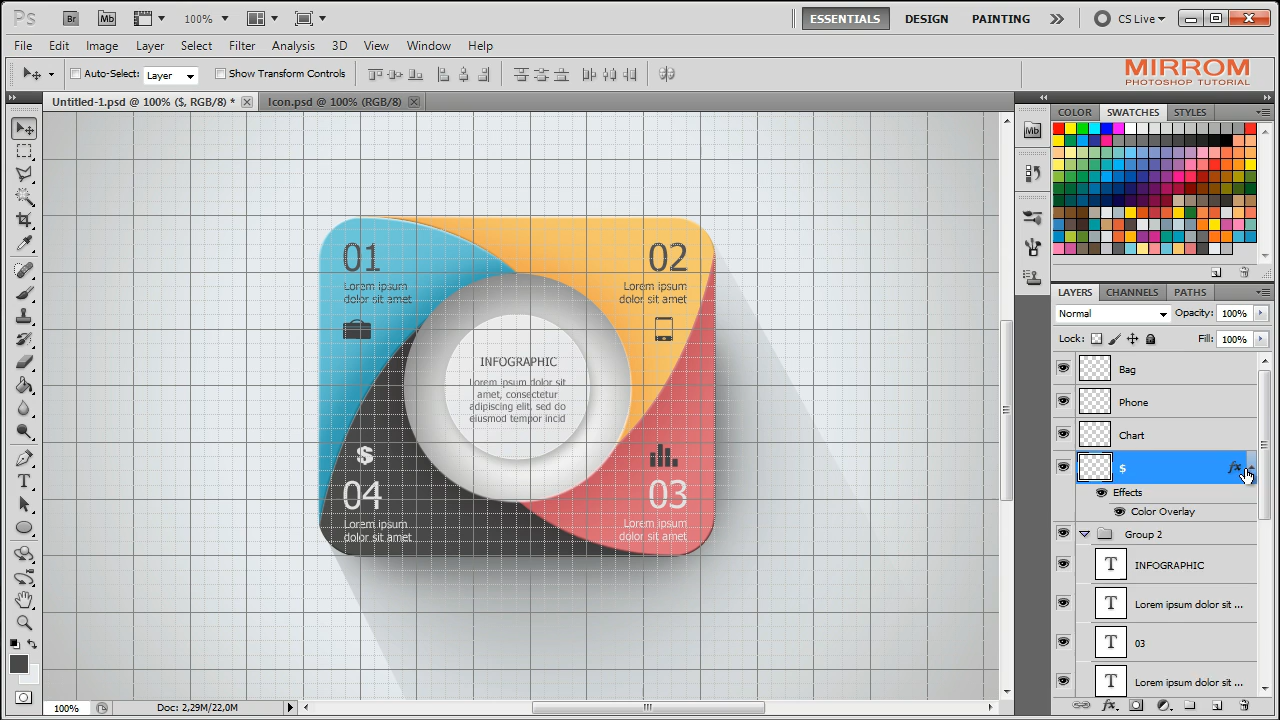 Ps
Br
Mb
100%
ESSENTIALS
DESIGN
PAINTING
CS Live
File
Edit
Image
Layer
Select
Filter
Analysis
3D
View
Window
Help
Auto-Select:
Layer
Show Transform Controls
MIRROM
PHOTOSHOP TUTORIAL
Untitled-1.psd @ 100% ($, RGB/8) *
Icon.psd @ 100% (RGB/8)
01
Lorem ipsum
dolor sit amet
02
Lorem ipsum
dolor sit amet
INFOGRAPHIC
Lorem ipsum dolor sit
amet, consectetur
adipiscing elit, sed do
eiusmod tempor incid
$
04
Lorem ipsum
dolor sit amet
03
Lorem ipsum
dolor sit amet
Mb
COLOR
SWATCHES
STYLES
LAYERS
CHANNELS
PATHS
Normal
Opacity:
100%
Lock:
Fill:
100%
Bag
Phone
Chart
$
fx
Effects
Color Overlay
Group 2
T
INFOGRAPHIC
T
Lorem ipsum dolor sit ...
T
03
T
Lorem ipsum dolor sit ...
fx
T
100%
Doc: 2,29M/22,0M